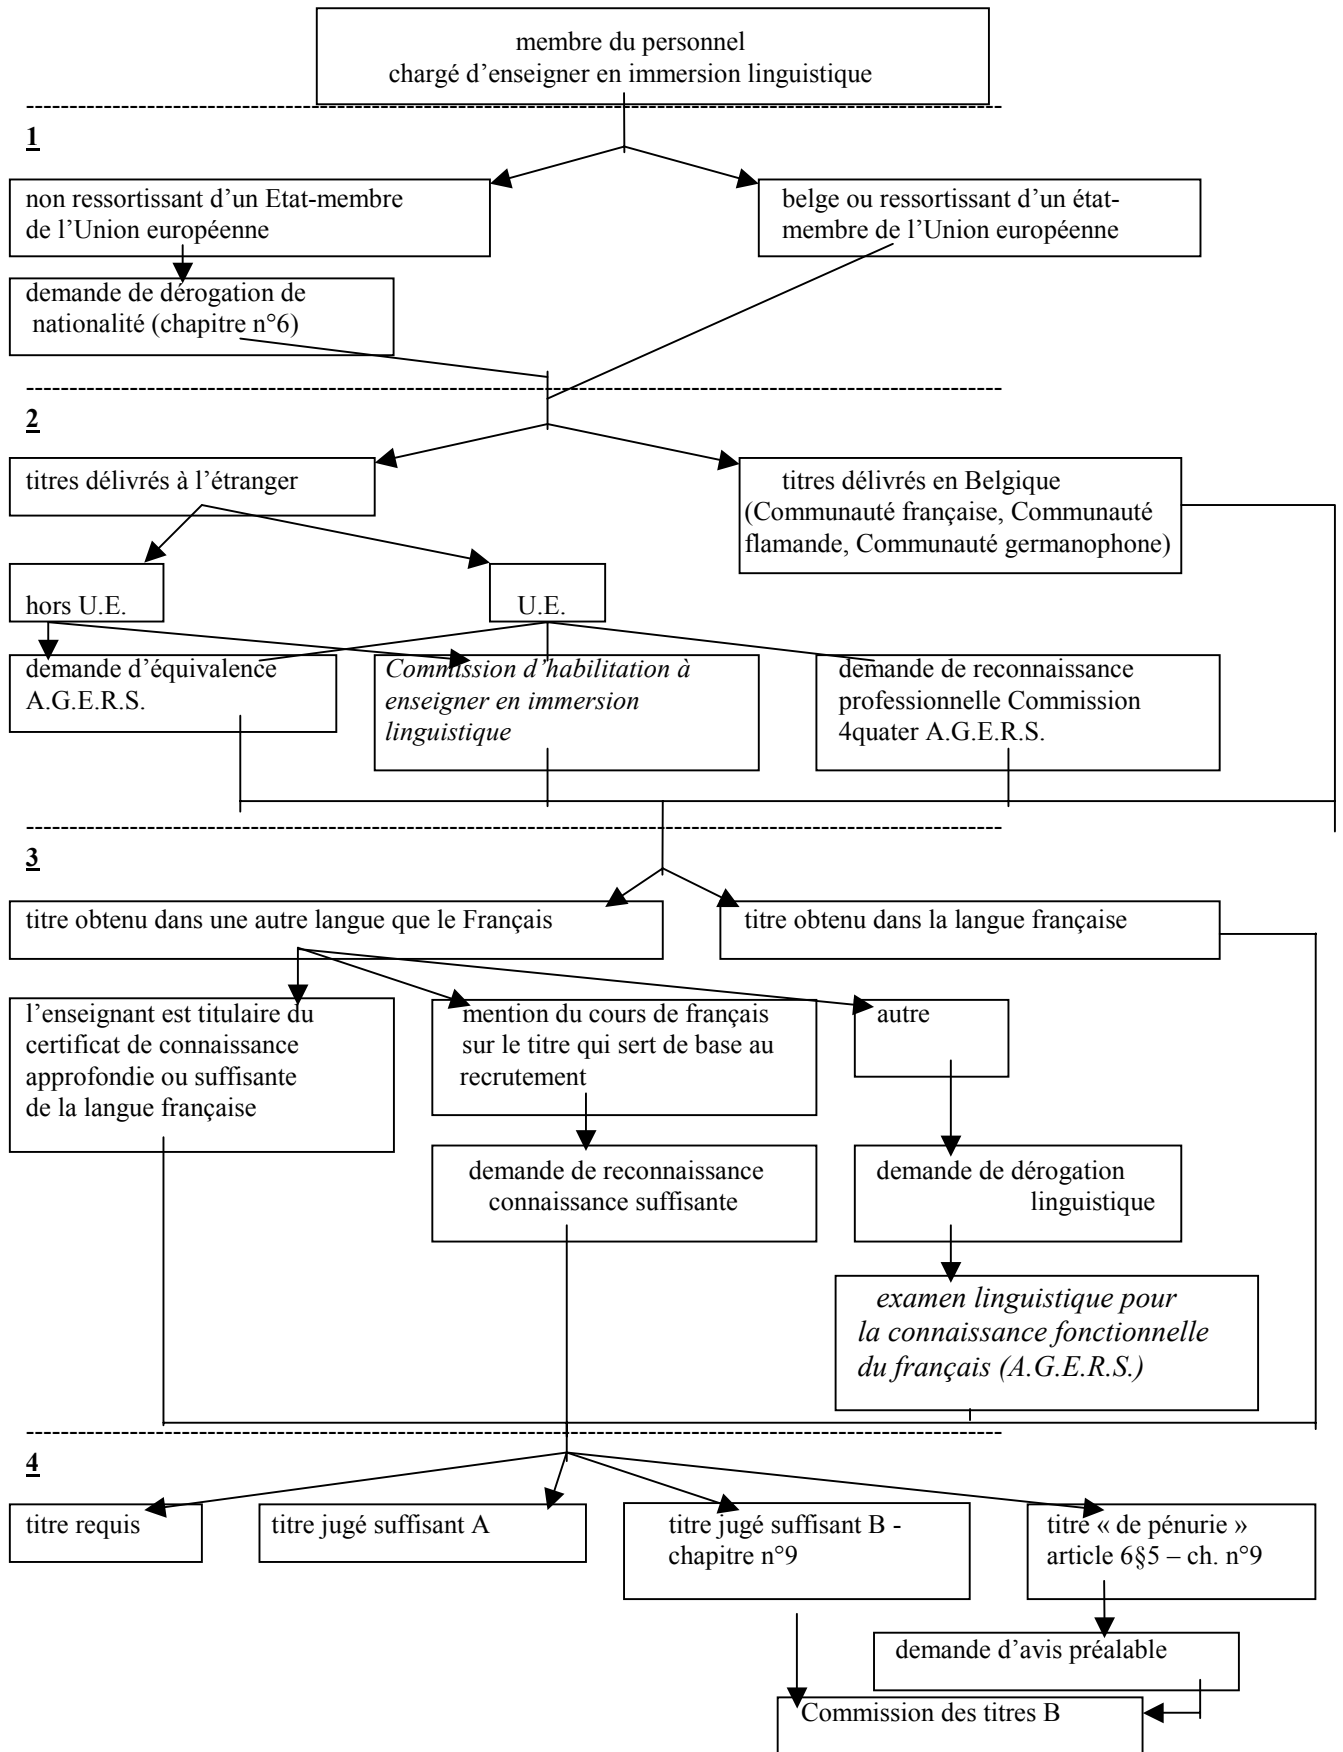 membre du personnel
chargé d’enseigner en immersion linguistique
1
non ressortissant d’un Etat-membre
de l’Union européenne
belge ou ressortissant d’un état-
membre de l’Union européenne
demande de dérogation de
nationalité (chapitre n°6)
2
titres délivrés à l’étranger
titres délivrés en Belgique
(Communauté française, Communauté
flamande, Communauté germanophone)
hors U.E.
U.E.
demande d’équivalence
A.G.E.R.S.
Commission d’habilitation à
enseigner en immersion
linguistique
demande de reconnaissance
professionnelle Commission
4quater A.G.E.R.S.
3
titre obtenu dans une autre langue que le Français
titre obtenu dans la langue française
l’enseignant est titulaire du
certificat de connaissance
approfondie ou suffisante
de la langue française
mention du cours de français
sur le titre qui sert de base au
recrutement
autre
demande de reconnaissance
connaissance suffisante
demande de dérogation
linguistique
examen linguistique pour
la connaissance fonctionnelle
du français (A.G.E.R.S.)
4
titre requis
titre jugé suffisant A
titre jugé suffisant B -
chapitre n°9
titre « de pénurie »
article 6§5 – ch. n°9
demande d’avis préalable
Commission des titres B